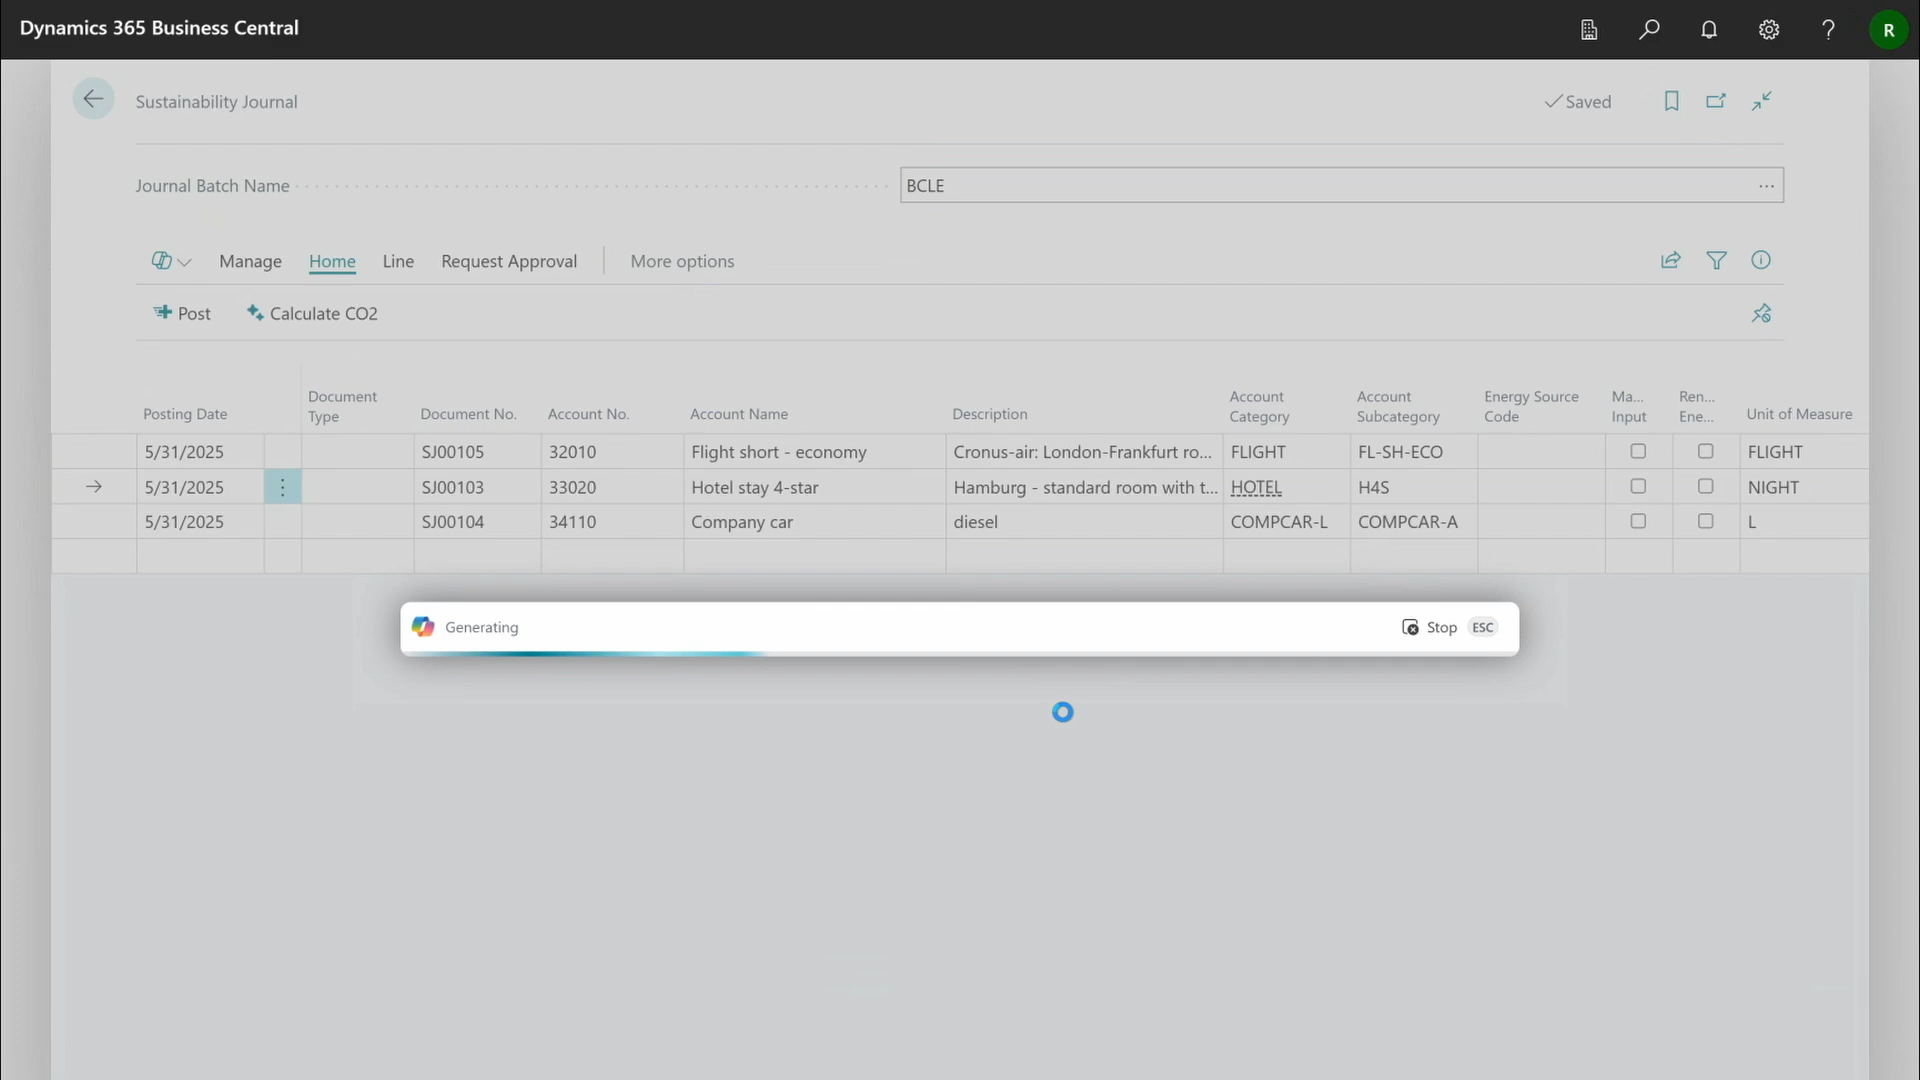 Dynamics 365 Business Central
R
Sustainability Journal
Saved
Journal Batch Name
BCLE
Manage Home Line Request Approval More options
Post Calculate CO2
Posting Date Document Type Document No. Account No. Account Name Description Account Category Account Subcategory Energy Source Code Ma... Input Ren... Ene... Unit of Measure
5/31/2025 SJ00105 32010 Flight short - economy Cronus-air: London-Frankfurt ro... FLIGHT FL-SH-ECO FLIGHT
5/31/2025 SJ00103 33020 Hotel stay 4-star Hamburg - standard room with t... HOTEL H4S NIGHT
5/31/2025 SJ00104 34110 Company car diesel COMPCAR-L COMPCAR-A L
Generating Stop ESC